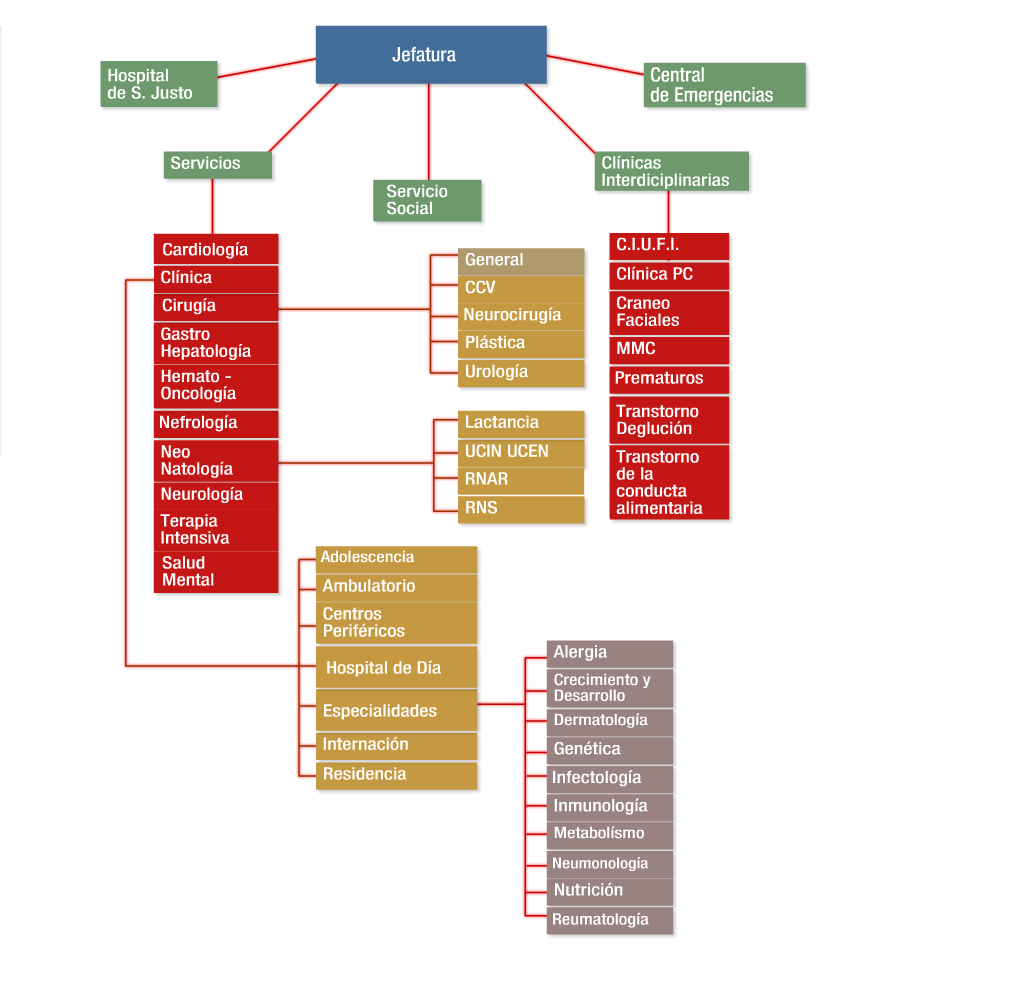 Jefatura
Hospital
de S. Justo
Central
de Emergencias
Servicios
Servicio
Social
Clínicas
Interdiciplinarias
Cardiología
Clínica
Cirugía
Gastro
Hepatología
Hemato -
Oncología
Nefrología
Neo
Natología
Neurología
Terapia
Intensiva
Salud
Mental
General
CCV
Neurocirugía
Plástica
Urología
Lactancia
UCIN UCEN
RNAR
RNS
C.I.U.F.I.
Clínica PC
Craneo
Faciales
MMC
Prematuros
Transtorno
Deglución
Transtorno
de la
conducta
alimentaria
Adolescencia
Ambulatorio
Centros
Periféricos
Hospital de Día
Especialidades
Internación
Residencia
Alergia
Crecimiento y
Desarrollo
Dermatología
Genética
Infectología
Inmunología
Metabolísmo
Neumonología
Nutrición
Reumatología